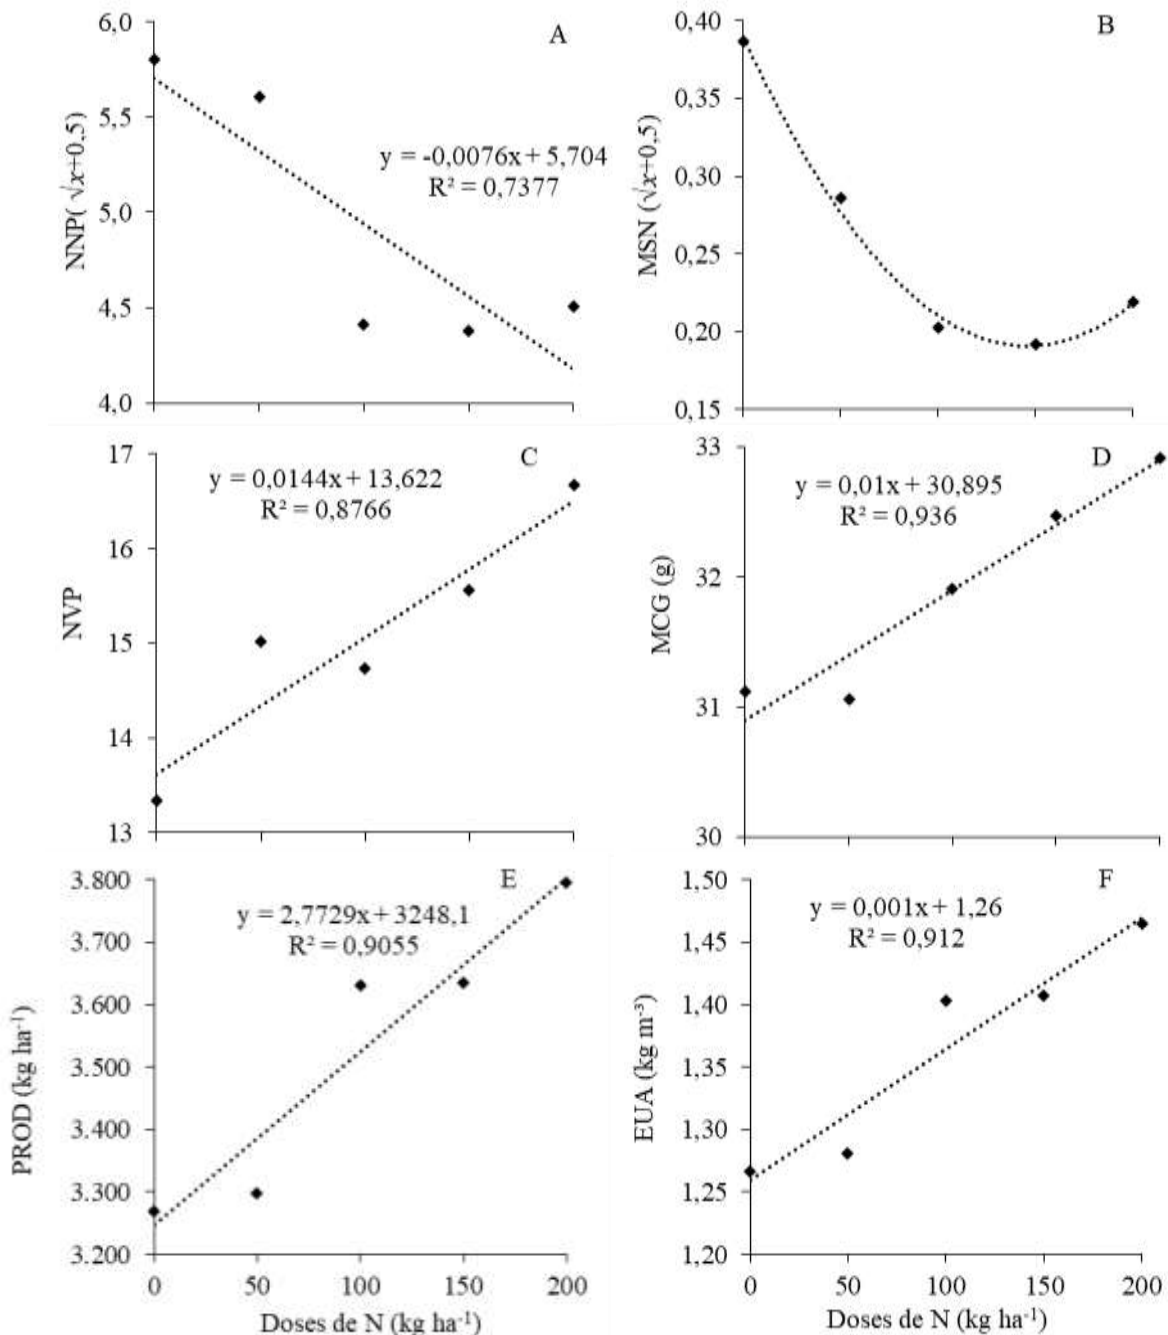 A
6,0
5,5
5,0
4,5
4,0
NNP( √x+0,5)
y = -0,0076x + 5,704
R² = 0,7377
B
0,40
0,35
0,30
0,25
0,20
0,15
MSN (√x+0,5)
C
17
16
15
14
13
NVP
y = 0,0144x + 13,622
R² = 0,8766
D
33
32
31
30
MCG (g)
y = 0,01x + 30,895
R² = 0,936
E
3.800
3.700
3.600
3.500
3.400
3.300
3.200
PROD (kg ha⁻¹)
y = 2,7729x + 3248,1
R² = 0,9055
0 50 100 150 200
Doses de N (kg ha⁻¹)
F
1,50
1,45
1,40
1,35
1,30
1,25
1,20
EUA (kg m⁻³)
y = 0,001x + 1,26
R² = 0,912
0 50 100 150 200
Doses de N (kg ha⁻¹)